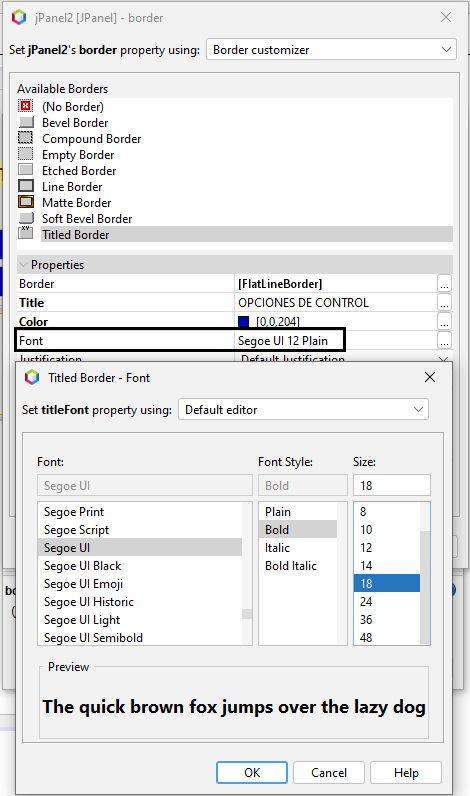 jPanel2 [JPanel] - border
Set jPanel2's border property using: Border customizer
Available Borders
(No Border)
Bevel Border
Compound Border
Empty Border
Etched Border
Line Border
Matte Border
Soft Bevel Border
XY Titled Border
Properties
Border [FlatLineBorder] ...
Title OPCIONES DE CONTROL ...
Color [0,0,204] ...
Font Segoe UI 12 Plain ...
Justification Default Justification
Titled Border - Font
Set titleFont property using: Default editor
Font: Font Style: Size:
Segoe UI Bold 18
Segoe Print Plain 8
Segoe Script Bold 10
Segoe UI Italic 12
Segoe UI Black Bold Italic 14
Segoe UI Emoji 18
Segoe UI Historic 24
Segoe UI Light 36
Segoe UI Semibold 48
Preview
The quick brown fox jumps over the lazy dog
OK Cancel Help
bo
(